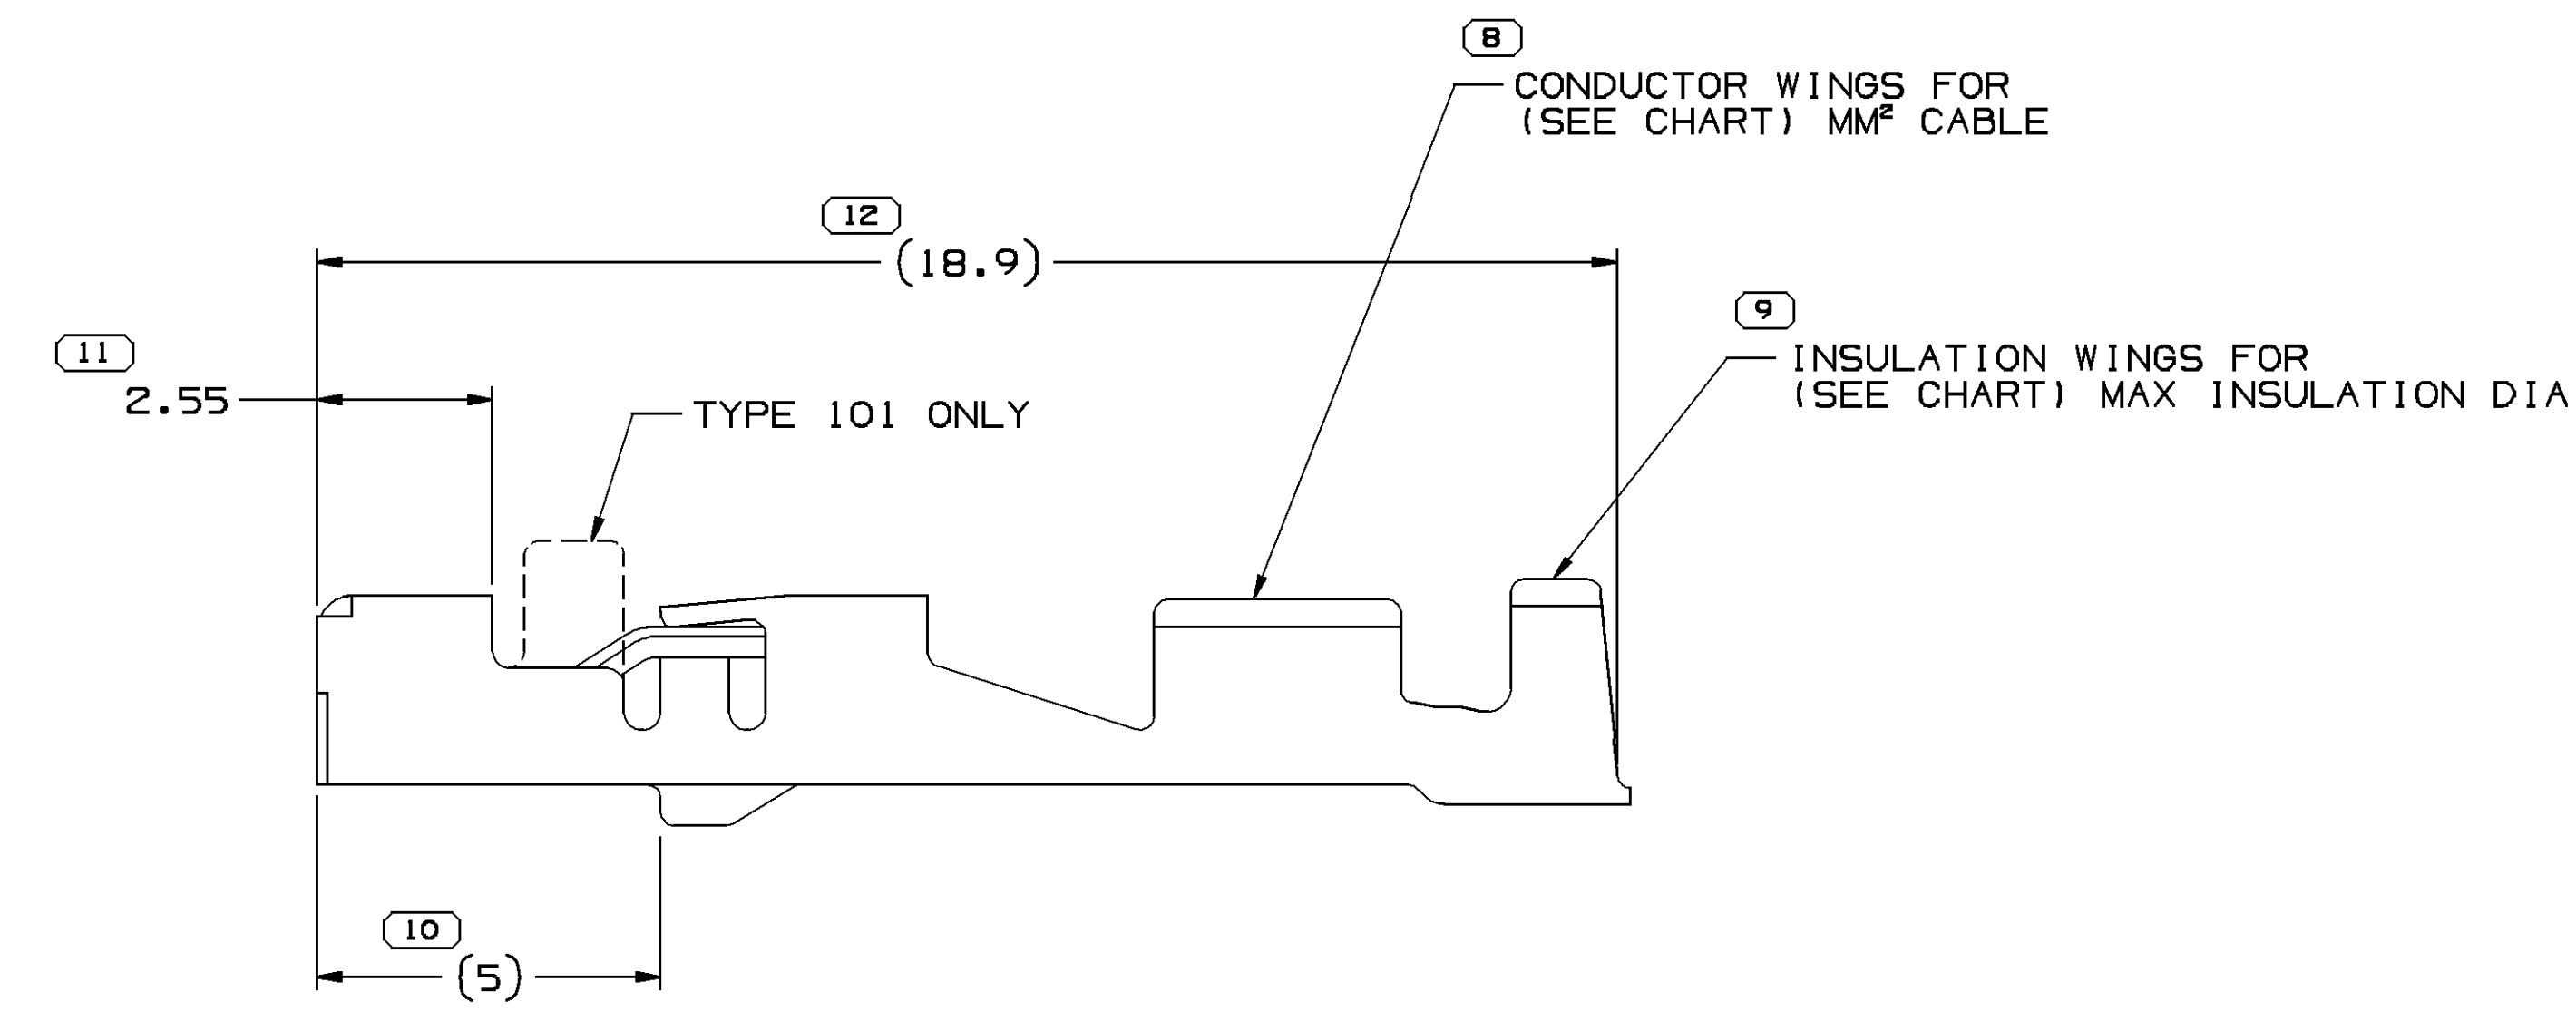 8
CONDUCTOR WINGS FOR
(SEE CHART) MM² CABLE
12
(18.9)
9
INSULATION WINGS FOR
(SEE CHART) MAX INSULATION DIA
11
2.55
TYPE 101 ONLY
10
(5)